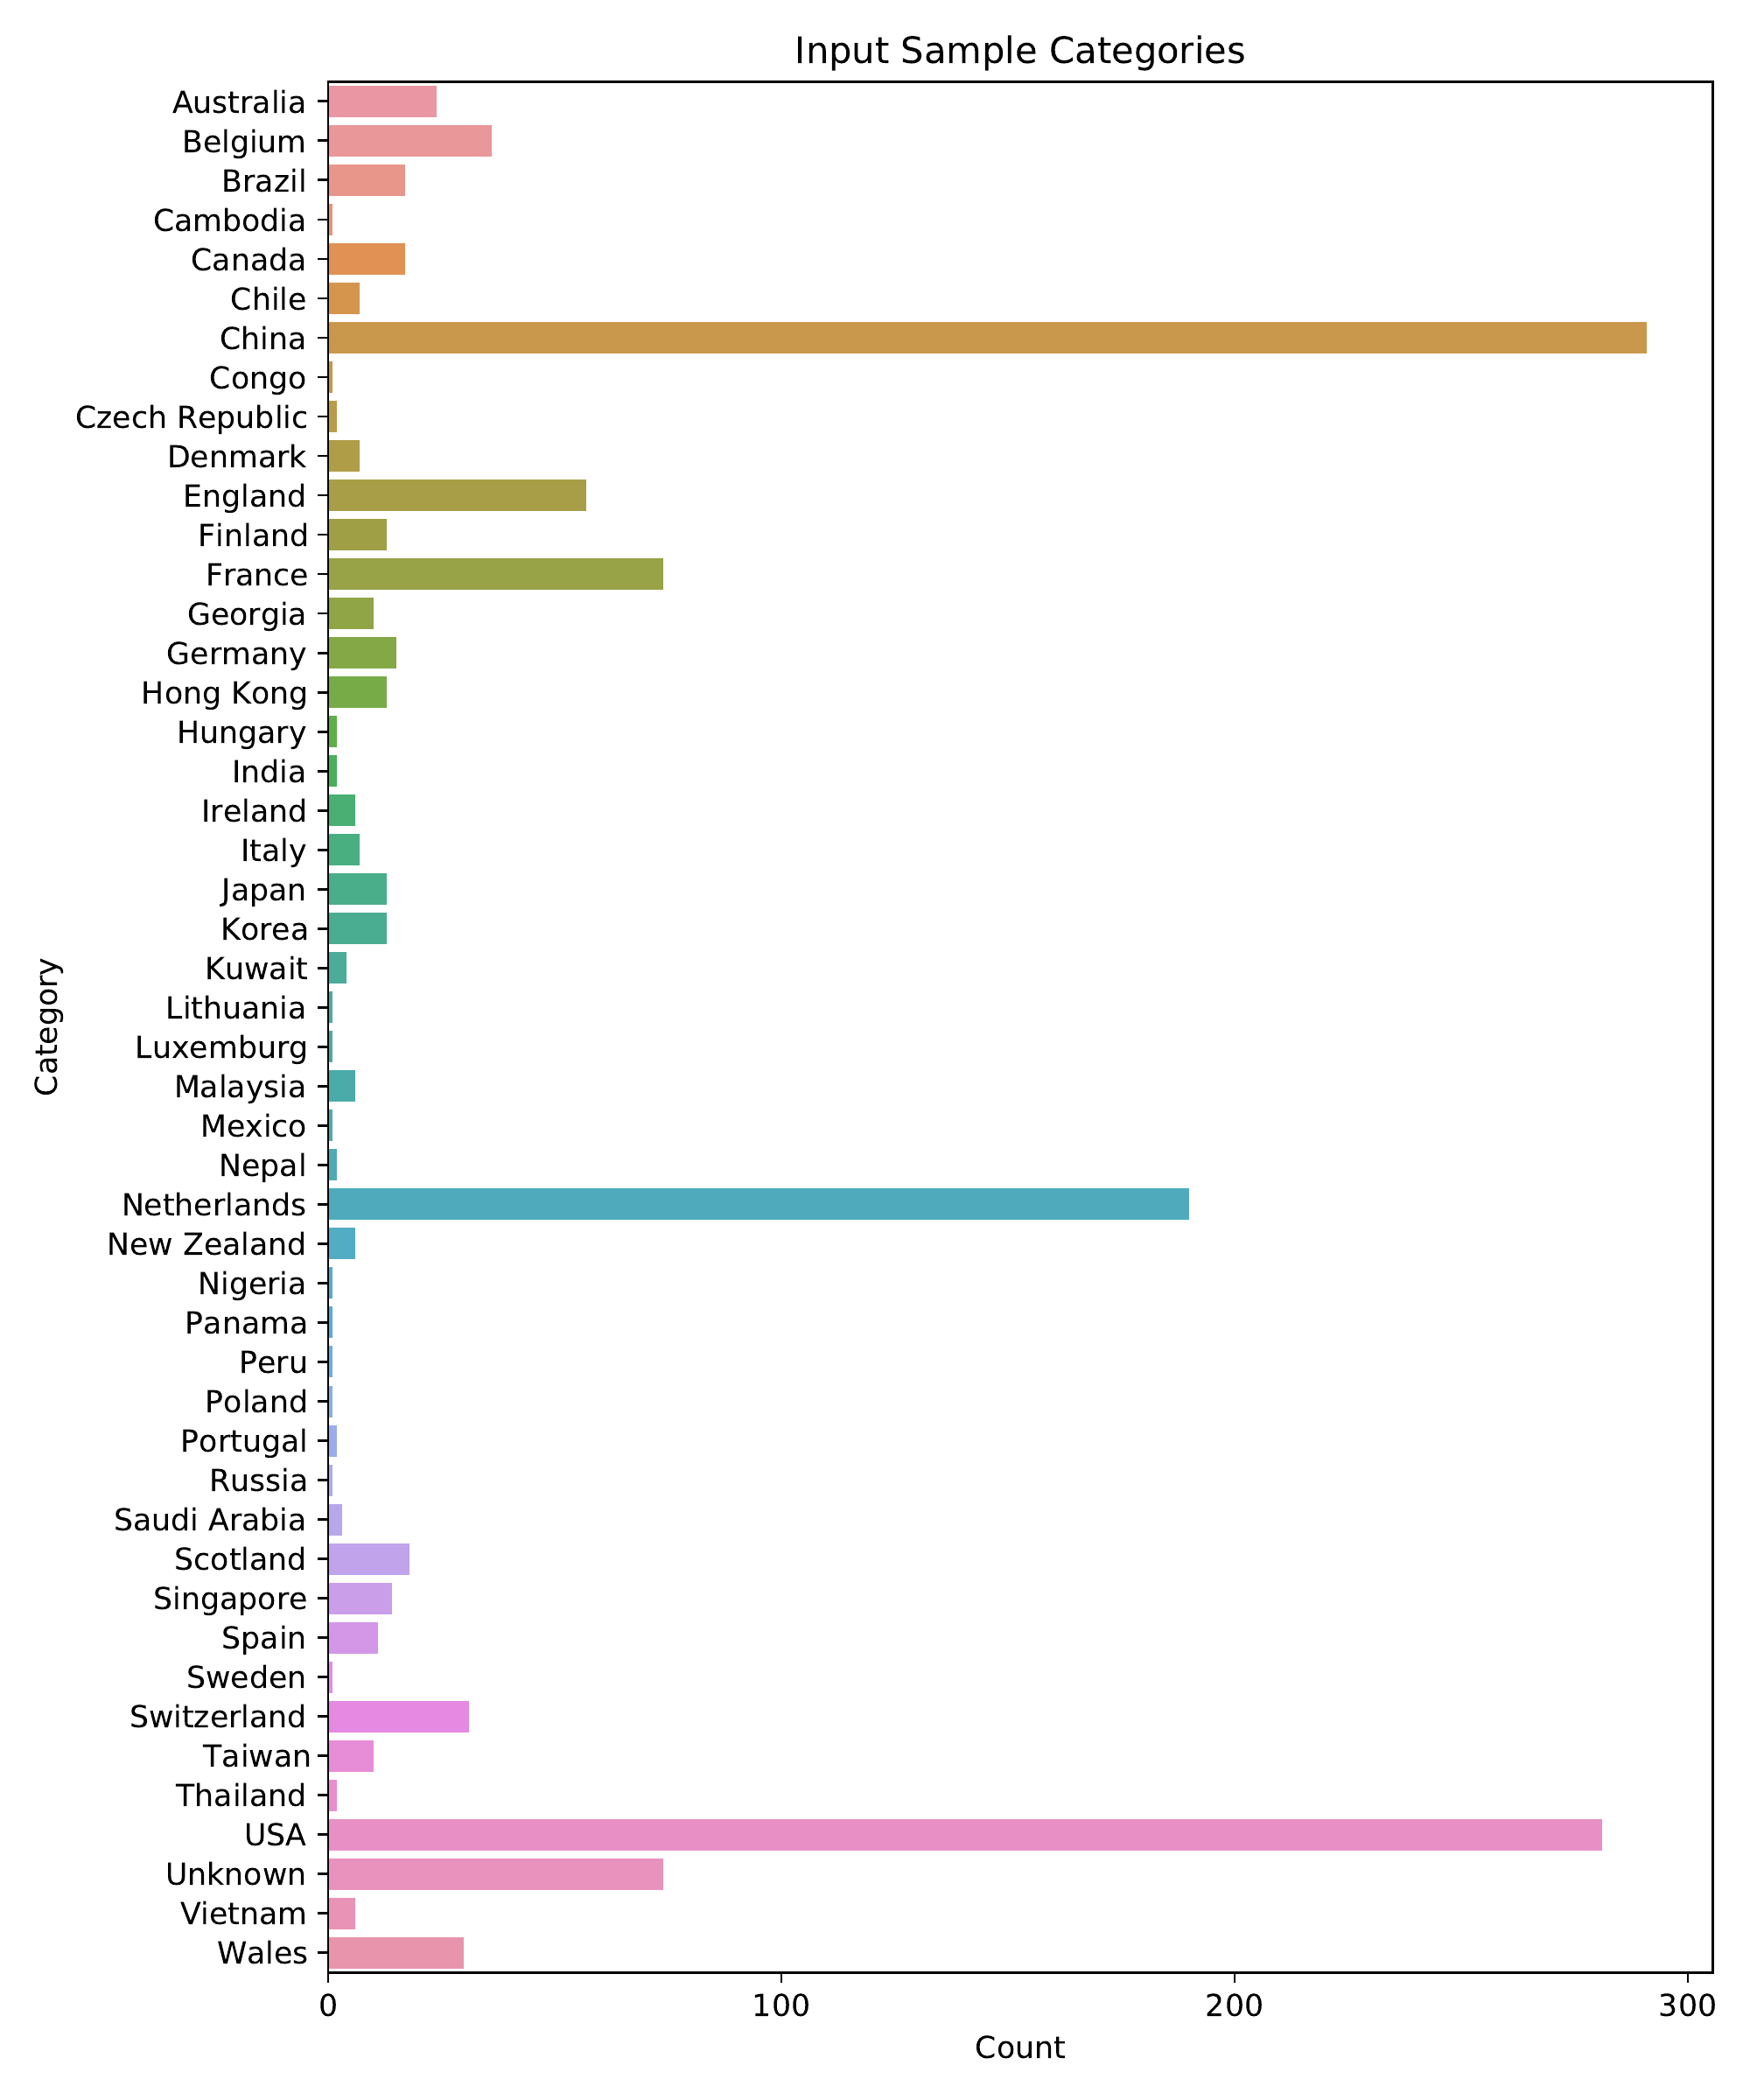 Input Sample Categories
Australia
Belgium
Brazil
Cambodia
Canada
Chile
China
Congo
Czech Republic
Denmark
England
Finland
France
Georgia
Germany
Hong Kong
Hungary
India
Ireland
Italy
Japan
Korea
Kuwait
Lithuania
Luxemburg
Malaysia
Mexico
Nepal
Netherlands
New Zealand
Nigeria
Panama
Peru
Poland
Portugal
Russia
Saudi Arabia
Scotland
Singapore
Spain
Sweden
Switzerland
Taiwan
Thailand
USA
Unknown
Vietnam
Wales
Category
0 100 200 300
Count